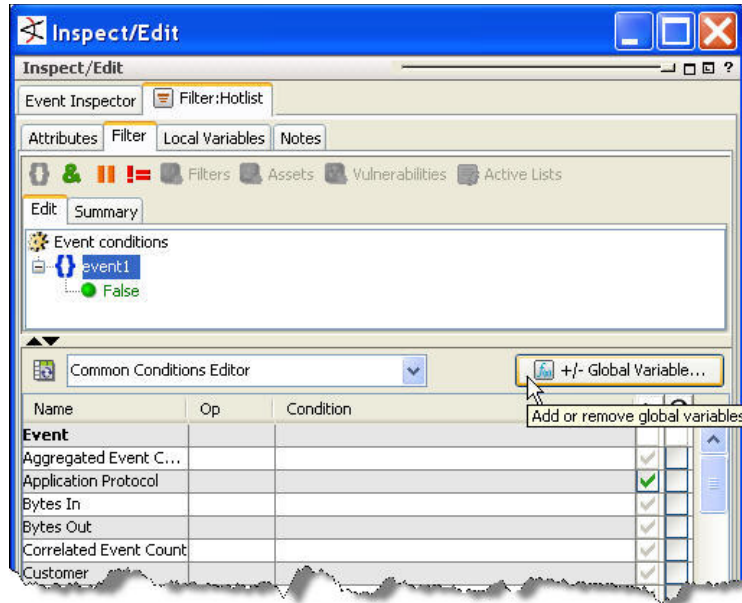 Inspect/Edit
Inspect/Edit ?
Event Inspector Filter:Hotlist
Attributes Filter Local Variables Notes
{} & || != Filters Assets Vulnerabilities Active Lists
Edit Summary
Event conditions
{} event1
False
Common Conditions Editor +/- Global Variable...
Name Op Condition
Add or remove global variables
Event
Aggregated Event C...
Application Protocol
Bytes In
Bytes Out
Correlated Event Count
Customer